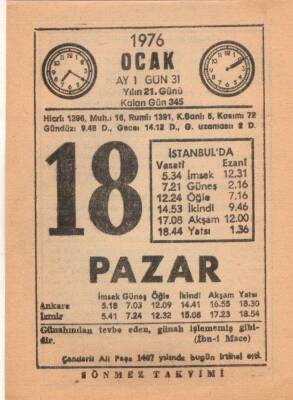 1976
OCAK
AY 1 GÜN 31
Yılın 21. Günü
Kalan Gün 345
Hicri: 1396, Muh.: 16, Rumi: 1391, K.Sani: 5, Kasım: 72
Gündüz: 9.48 D., Gece: 14.12 D., G. uzaması 2 D.
18
İSTANBUL'DA
Vasati Ezani
5.34 İmsek 12.31
7.21 Güneş 2.16
12.24 Öğle 7.16
14.53 İkindi 9.46
17.08 Akşam 12.00
18.44 Yatsı 1.36
PAZAR
İmsek Güneş Öğle İkindi Akşam Yatsı
Ankara 5.18 7.03 12.09 14.41 16.55 18.30
İzmir 5.41 7.24 12.32 15.08 17.23 18.54
Günahından tevbe eden, günah işlememiş gibi-
dir. (İbn-i Mace)
Çandarlı Ali Paşa 1407 yılında bugün irtihal etti.
SÖNMEZ TAKVİMİ